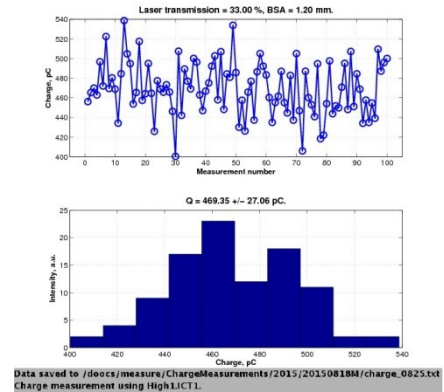 Laser transmission = 33.00 %, BSA = 1.20 mm.
540
520
500
480
460
440
420
400
Charge, pC
0 10 20 30 40 50 60 70 80 90 100
Measurement number
Q = 469.35 +/- 27.06 pC.
25
20
15
10
5
0
Intensity, a.u.
400 420 440 460 480 500 520 540
Charge, pC
Data saved to /doocs/measure/ChargeMeasurements/2015/20150818M/charge_0825.txt
Charge measurement using High1.ICT1.